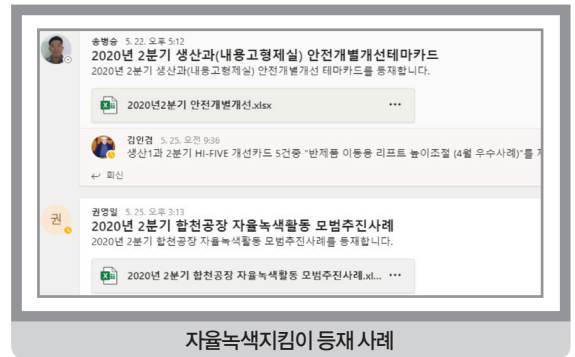 송병승 5. 22. 오후 5:12
2020년 2분기 생산과(내용고형제실) 안전개별개선테마카드
2020년 2분기 생산과(내용고형제실) 안전개별개선 테마카드를 등재합니다.
2020년2분기 안전개별개선.xlsx ···
김인겸 5. 25. 오전 9:36
생산1과 2분기 HI-FIVE 개선카드 5건중 "반제품 이동용 리프트 높이조절 (4월 우수사례)"를 제
회신
권
권영일 5. 25. 오후 3:13
2020년 2분기 합천공장 자율녹색활동 모범추진사례
2020년 2분기 합천공장 자율녹색활동 모범추진사례를 등재합니다.
2020년 2분기 합천공장 자율녹색활동 모범추진사례.xl... ···
자율녹색지킴이 등재 사례